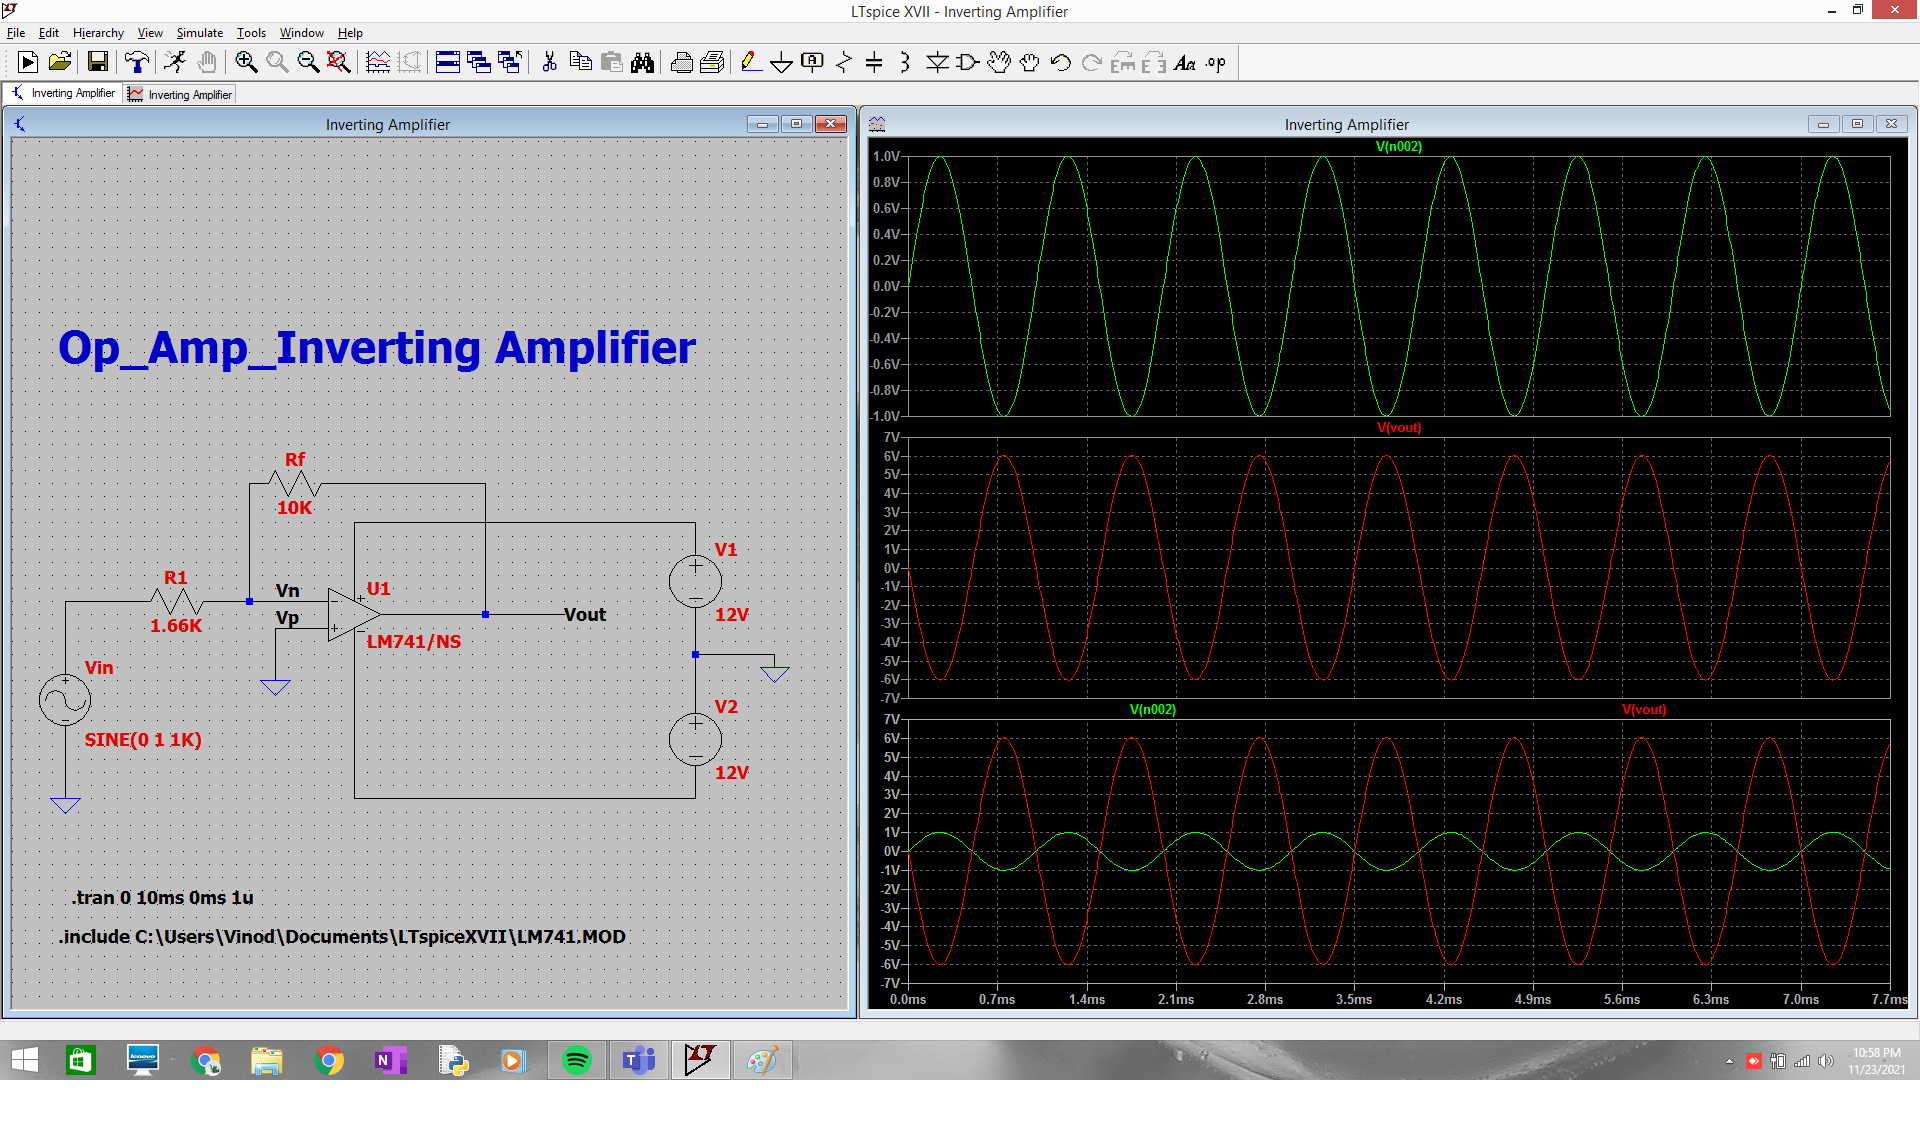 LTspice XVII - Inverting Amplifier
File Edit Hierarchy View Simulate Tools Window Help
Inverting Amplifier Inverting Amplifier
Inverting Amplifier
Op_Amp_Inverting Amplifier
Rf
10K
V1
R1
Vn
U1
1.66K
Vp
Vout
12V
LM741/NS
Vin
V2
SINE(0 1 1K)
12V
.tran 0 10ms 0ms 1u
.include C:\Users\Vinod\Documents\LTspiceXVII\LM741.MOD
Inverting Amplifier
V(n002)
1.0V
0.8V
0.6V
0.4V
0.2V
0.0V
-0.2V
-0.4V
-0.6V
-0.8V
-1.0V
V(vout)
7V
6V
5V
4V
3V
2V
1V
0V
-1V
-2V
-3V
-4V
-5V
-6V
-7V
V(n002) V(vout)
7V
6V
5V
4V
3V
2V
1V
0V
-1V
-2V
-3V
-4V
-5V
-6V
-7V
0.0ms 0.7ms 1.4ms 2.1ms 2.8ms 3.5ms 4.2ms 4.9ms 5.6ms 6.3ms 7.0ms 7.7ms
10:58 PM
11/23/2021